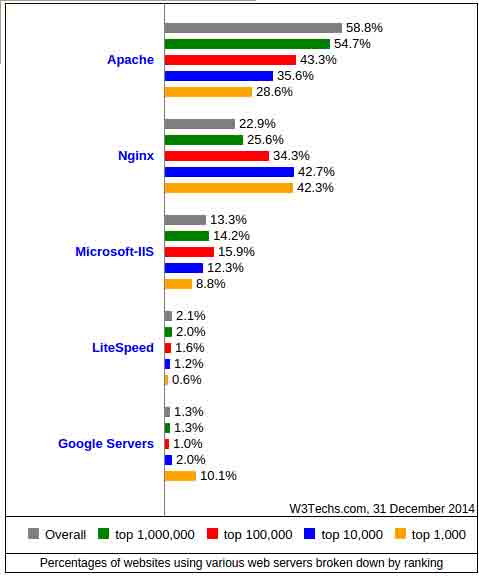 58.8%
54.7%
Apache 43.3%
35.6%
28.6%
22.9%
25.6%
Nginx 34.3%
42.7%
42.3%
13.3%
14.2%
Microsoft-IIS 15.9%
12.3%
8.8%
2.1%
2.0%
LiteSpeed 1.6%
1.2%
0.6%
1.3%
1.3%
Google Servers 1.0%
2.0%
10.1%
W3Techs.com, 31 December 2014
Overall top 1,000,000 top 100,000 top 10,000 top 1,000
Percentages of websites using various web servers broken down by ranking